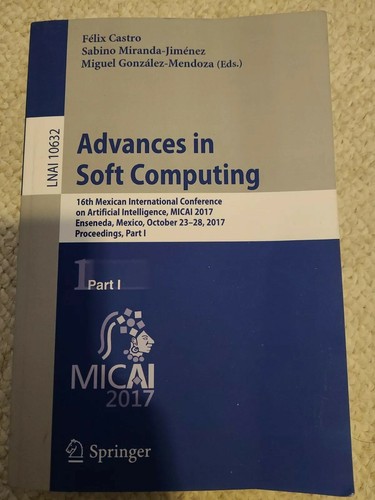 Félix Castro
Sabino Miranda-Jiménez
Miguel González-Mendoza (Eds.)
LNAI 10632
Advances in
Soft Computing
16th Mexican International Conference
on Artificial Intelligence, MICAI 2017
Enseneda, Mexico, October 23–28, 2017
Proceedings, Part I
1 Part I
MICAI
2017
Springer